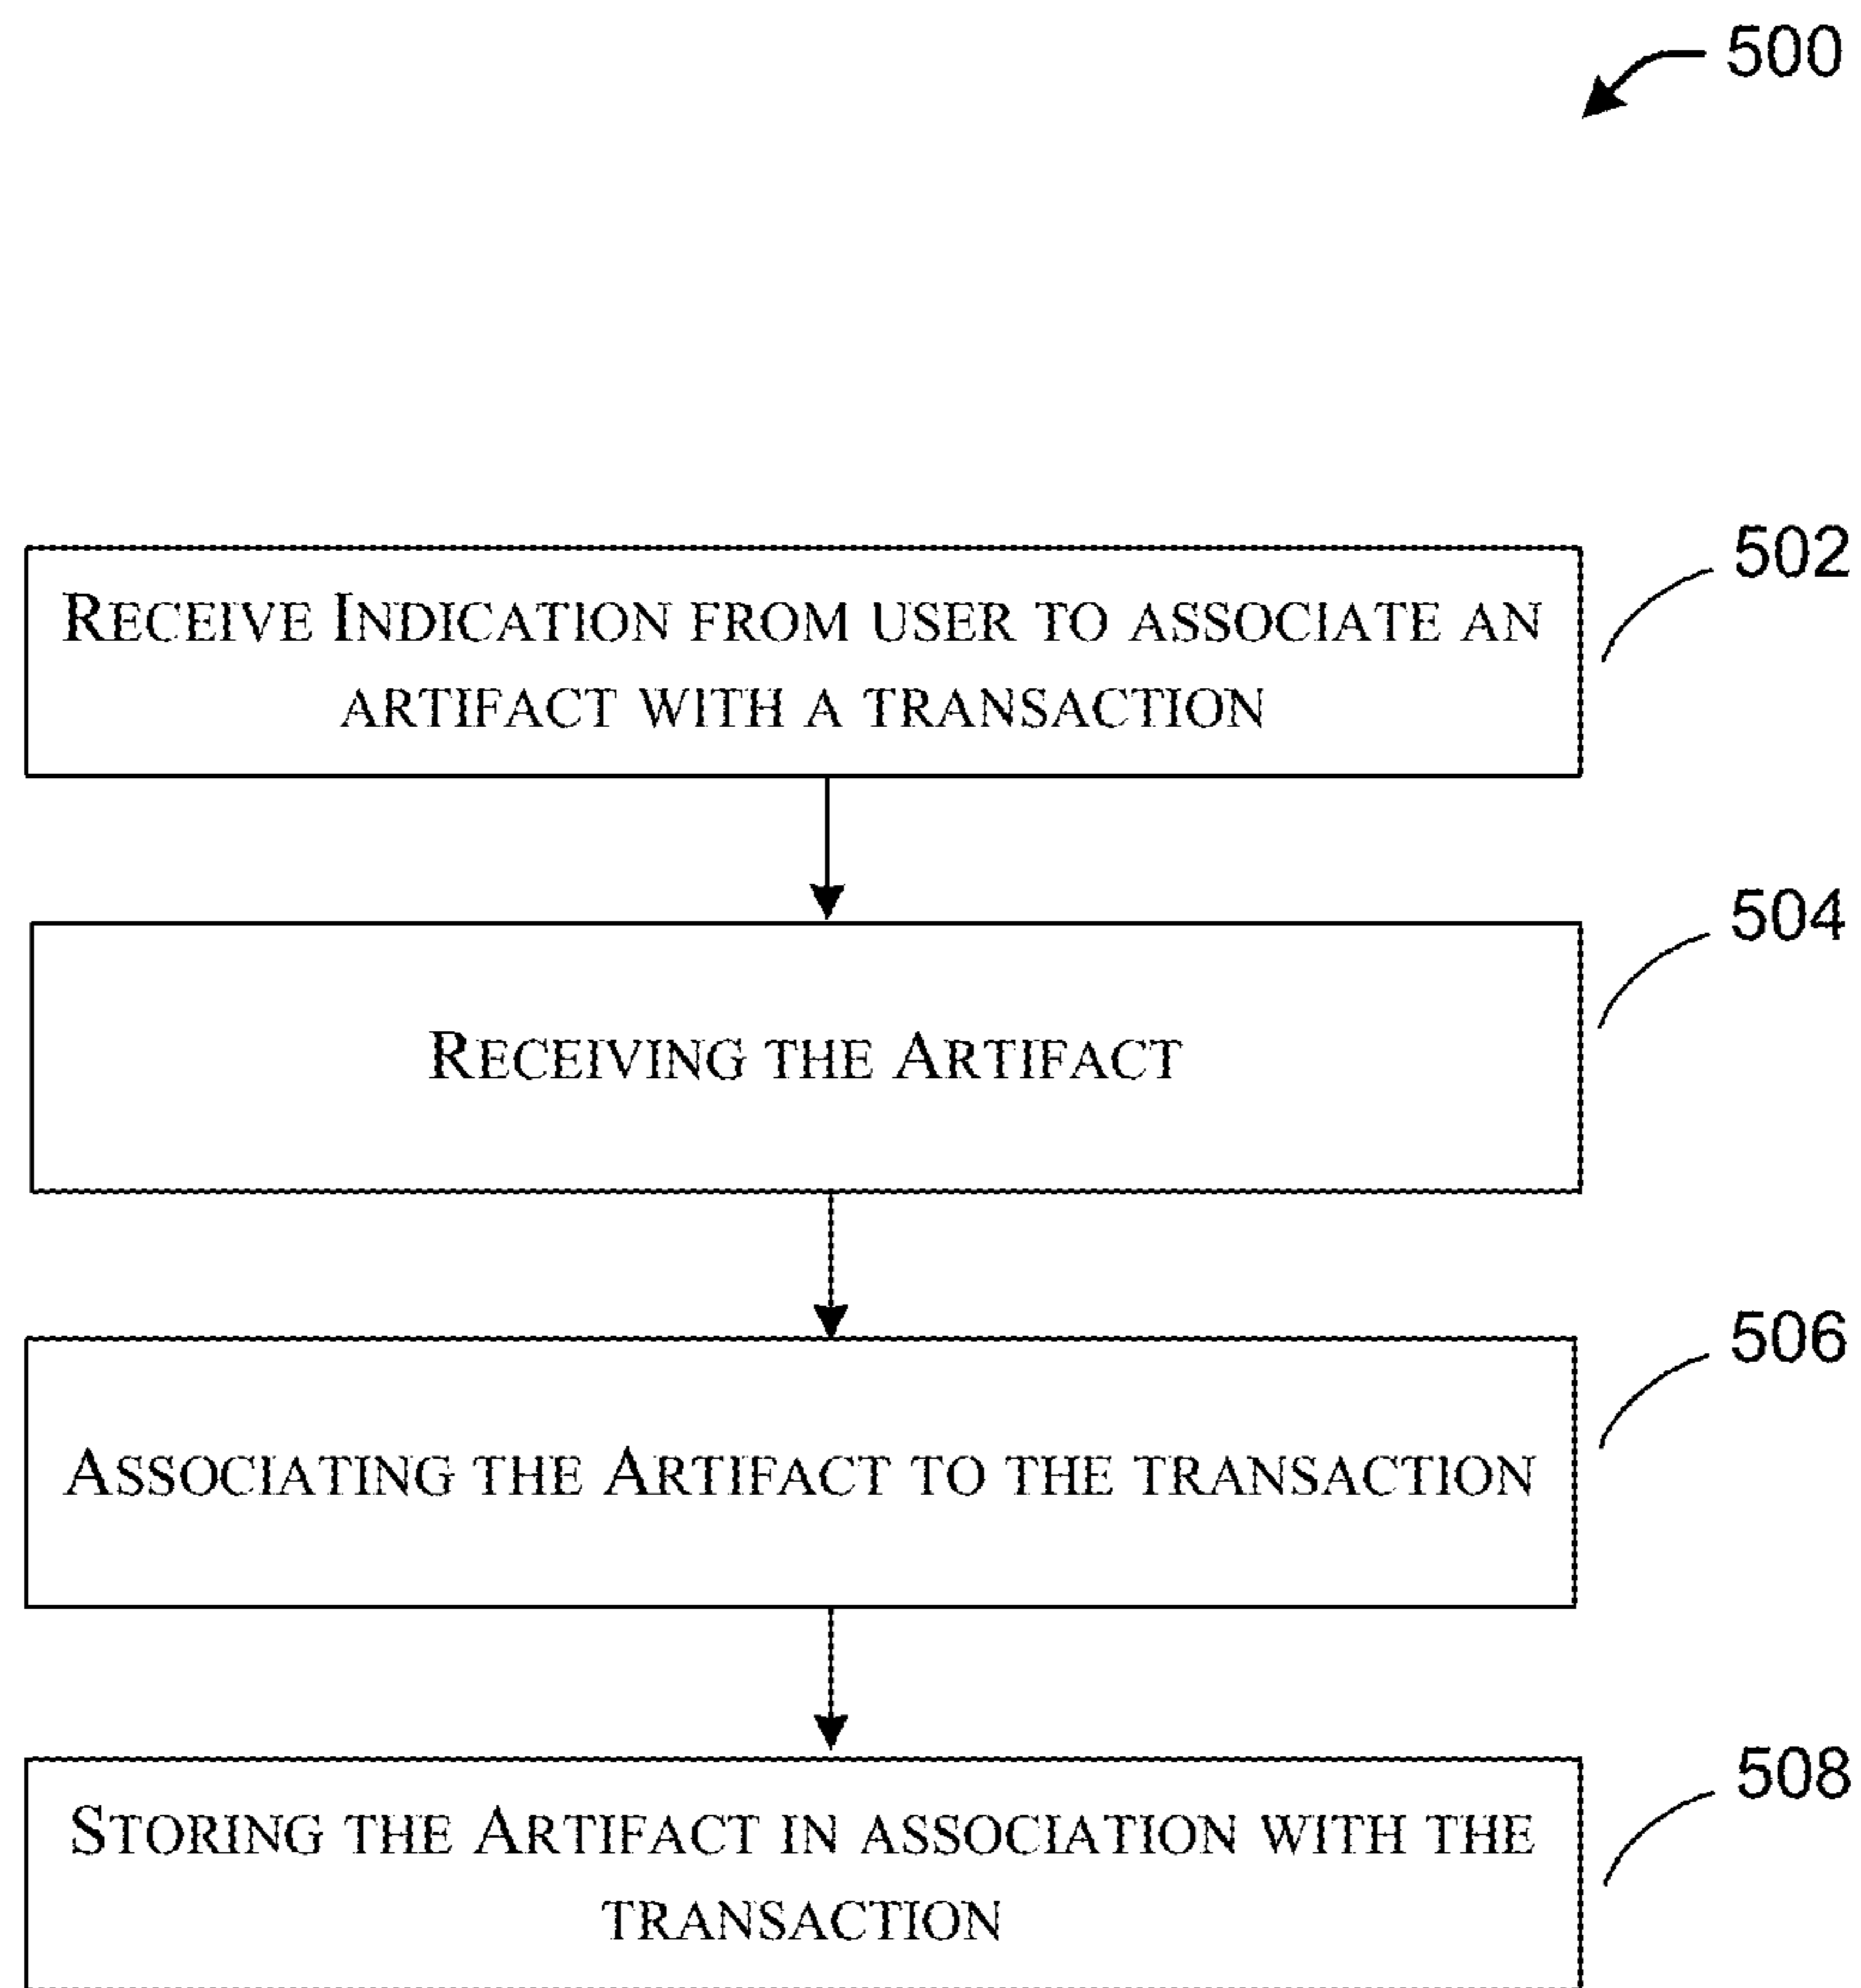 500
502
RECEIVE INDICATION FROM USER TO ASSOCIATE AN
ARTIFACT WITH A TRANSACTION
504
RECEIVING THE ARTIFACT
506
ASSOCIATING THE ARTIFACT TO THE TRANSACTION
508
STORING THE ARTIFACT IN ASSOCIATION WITH THE
TRANSACTION